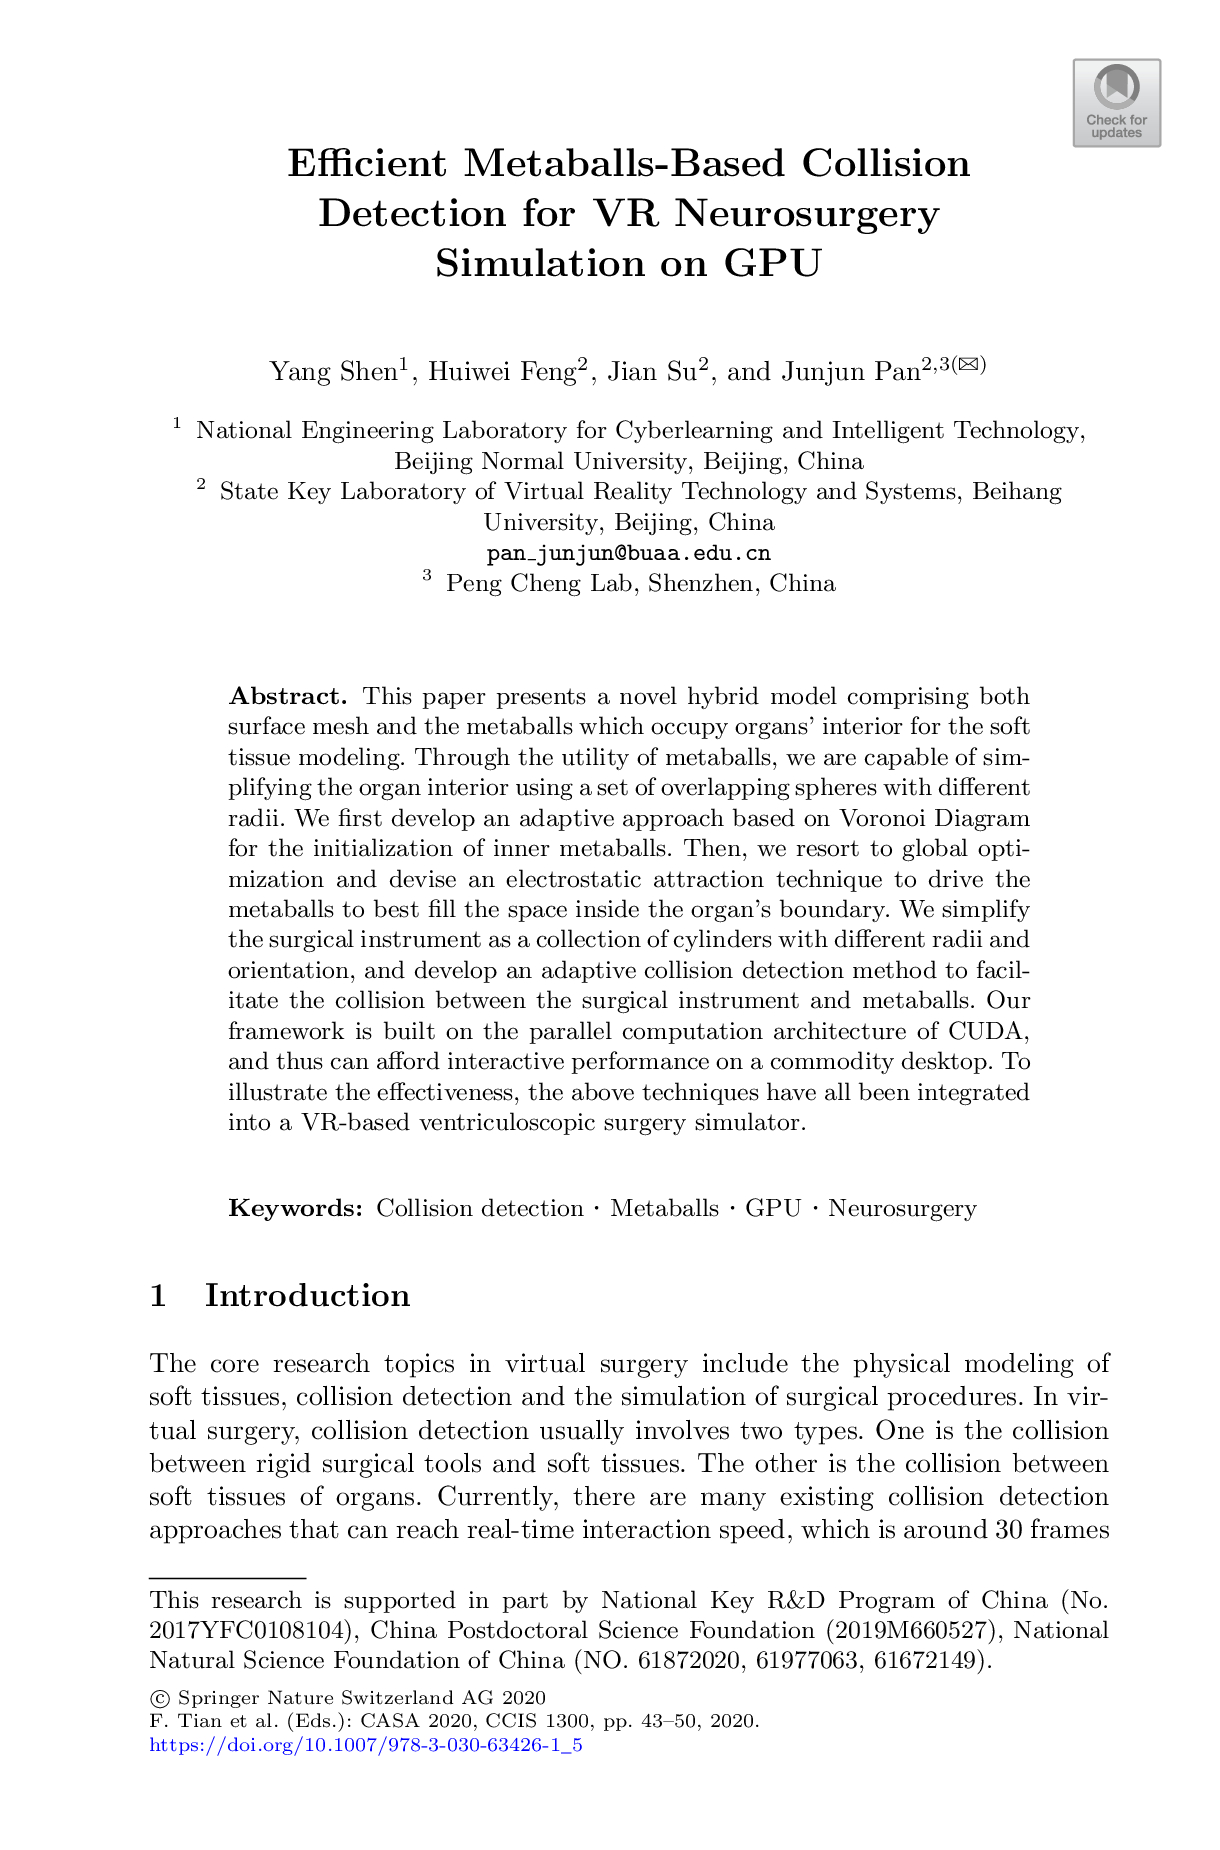 Check for
updates
Efficient Metaballs-Based Collision
Detection for VR Neurosurgery
Simulation on GPU
Yang Shen1, Huiwei Feng2, Jian Su2, and Junjun Pan2,3(✉)
1 National Engineering Laboratory for Cyberlearning and Intelligent Technology,
Beijing Normal University, Beijing, China
2 State Key Laboratory of Virtual Reality Technology and Systems, Beihang
University, Beijing, China
pan_junjun@buaa.edu.cn
3 Peng Cheng Lab, Shenzhen, China
Abstract. This paper presents a novel hybrid model comprising both
surface mesh and the metaballs which occupy organs' interior for the soft
tissue modeling. Through the utility of metaballs, we are capable of sim-
plifying the organ interior using a set of overlapping spheres with different
radii. We first develop an adaptive approach based on Voronoi Diagram
for the initialization of inner metaballs. Then, we resort to global opti-
mization and devise an electrostatic attraction technique to drive the
metaballs to best fill the space inside the organ's boundary. We simplify
the surgical instrument as a collection of cylinders with different radii and
orientation, and develop an adaptive collision detection method to facil-
itate the collision between the surgical instrument and metaballs. Our
framework is built on the parallel computation architecture of CUDA,
and thus can afford interactive performance on a commodity desktop. To
illustrate the effectiveness, the above techniques have all been integrated
into a VR-based ventriculoscopic surgery simulator.
Keywords: Collision detection · Metaballs · GPU · Neurosurgery
1 Introduction
The core research topics in virtual surgery include the physical modeling of
soft tissues, collision detection and the simulation of surgical procedures. In vir-
tual surgery, collision detection usually involves two types. One is the collision
between rigid surgical tools and soft tissues. The other is the collision between
soft tissues of organs. Currently, there are many existing collision detection
approaches that can reach real-time interaction speed, which is around 30 frames
This research is supported in part by National Key R&D Program of China (No.
2017YFC0108104), China Postdoctoral Science Foundation (2019M660527), National
Natural Science Foundation of China (NO. 61872020, 61977063, 61672149).
© Springer Nature Switzerland AG 2020
F. Tian et al. (Eds.): CASA 2020, CCIS 1300, pp. 43–50, 2020.
https://doi.org/10.1007/978-3-030-63426-1_5